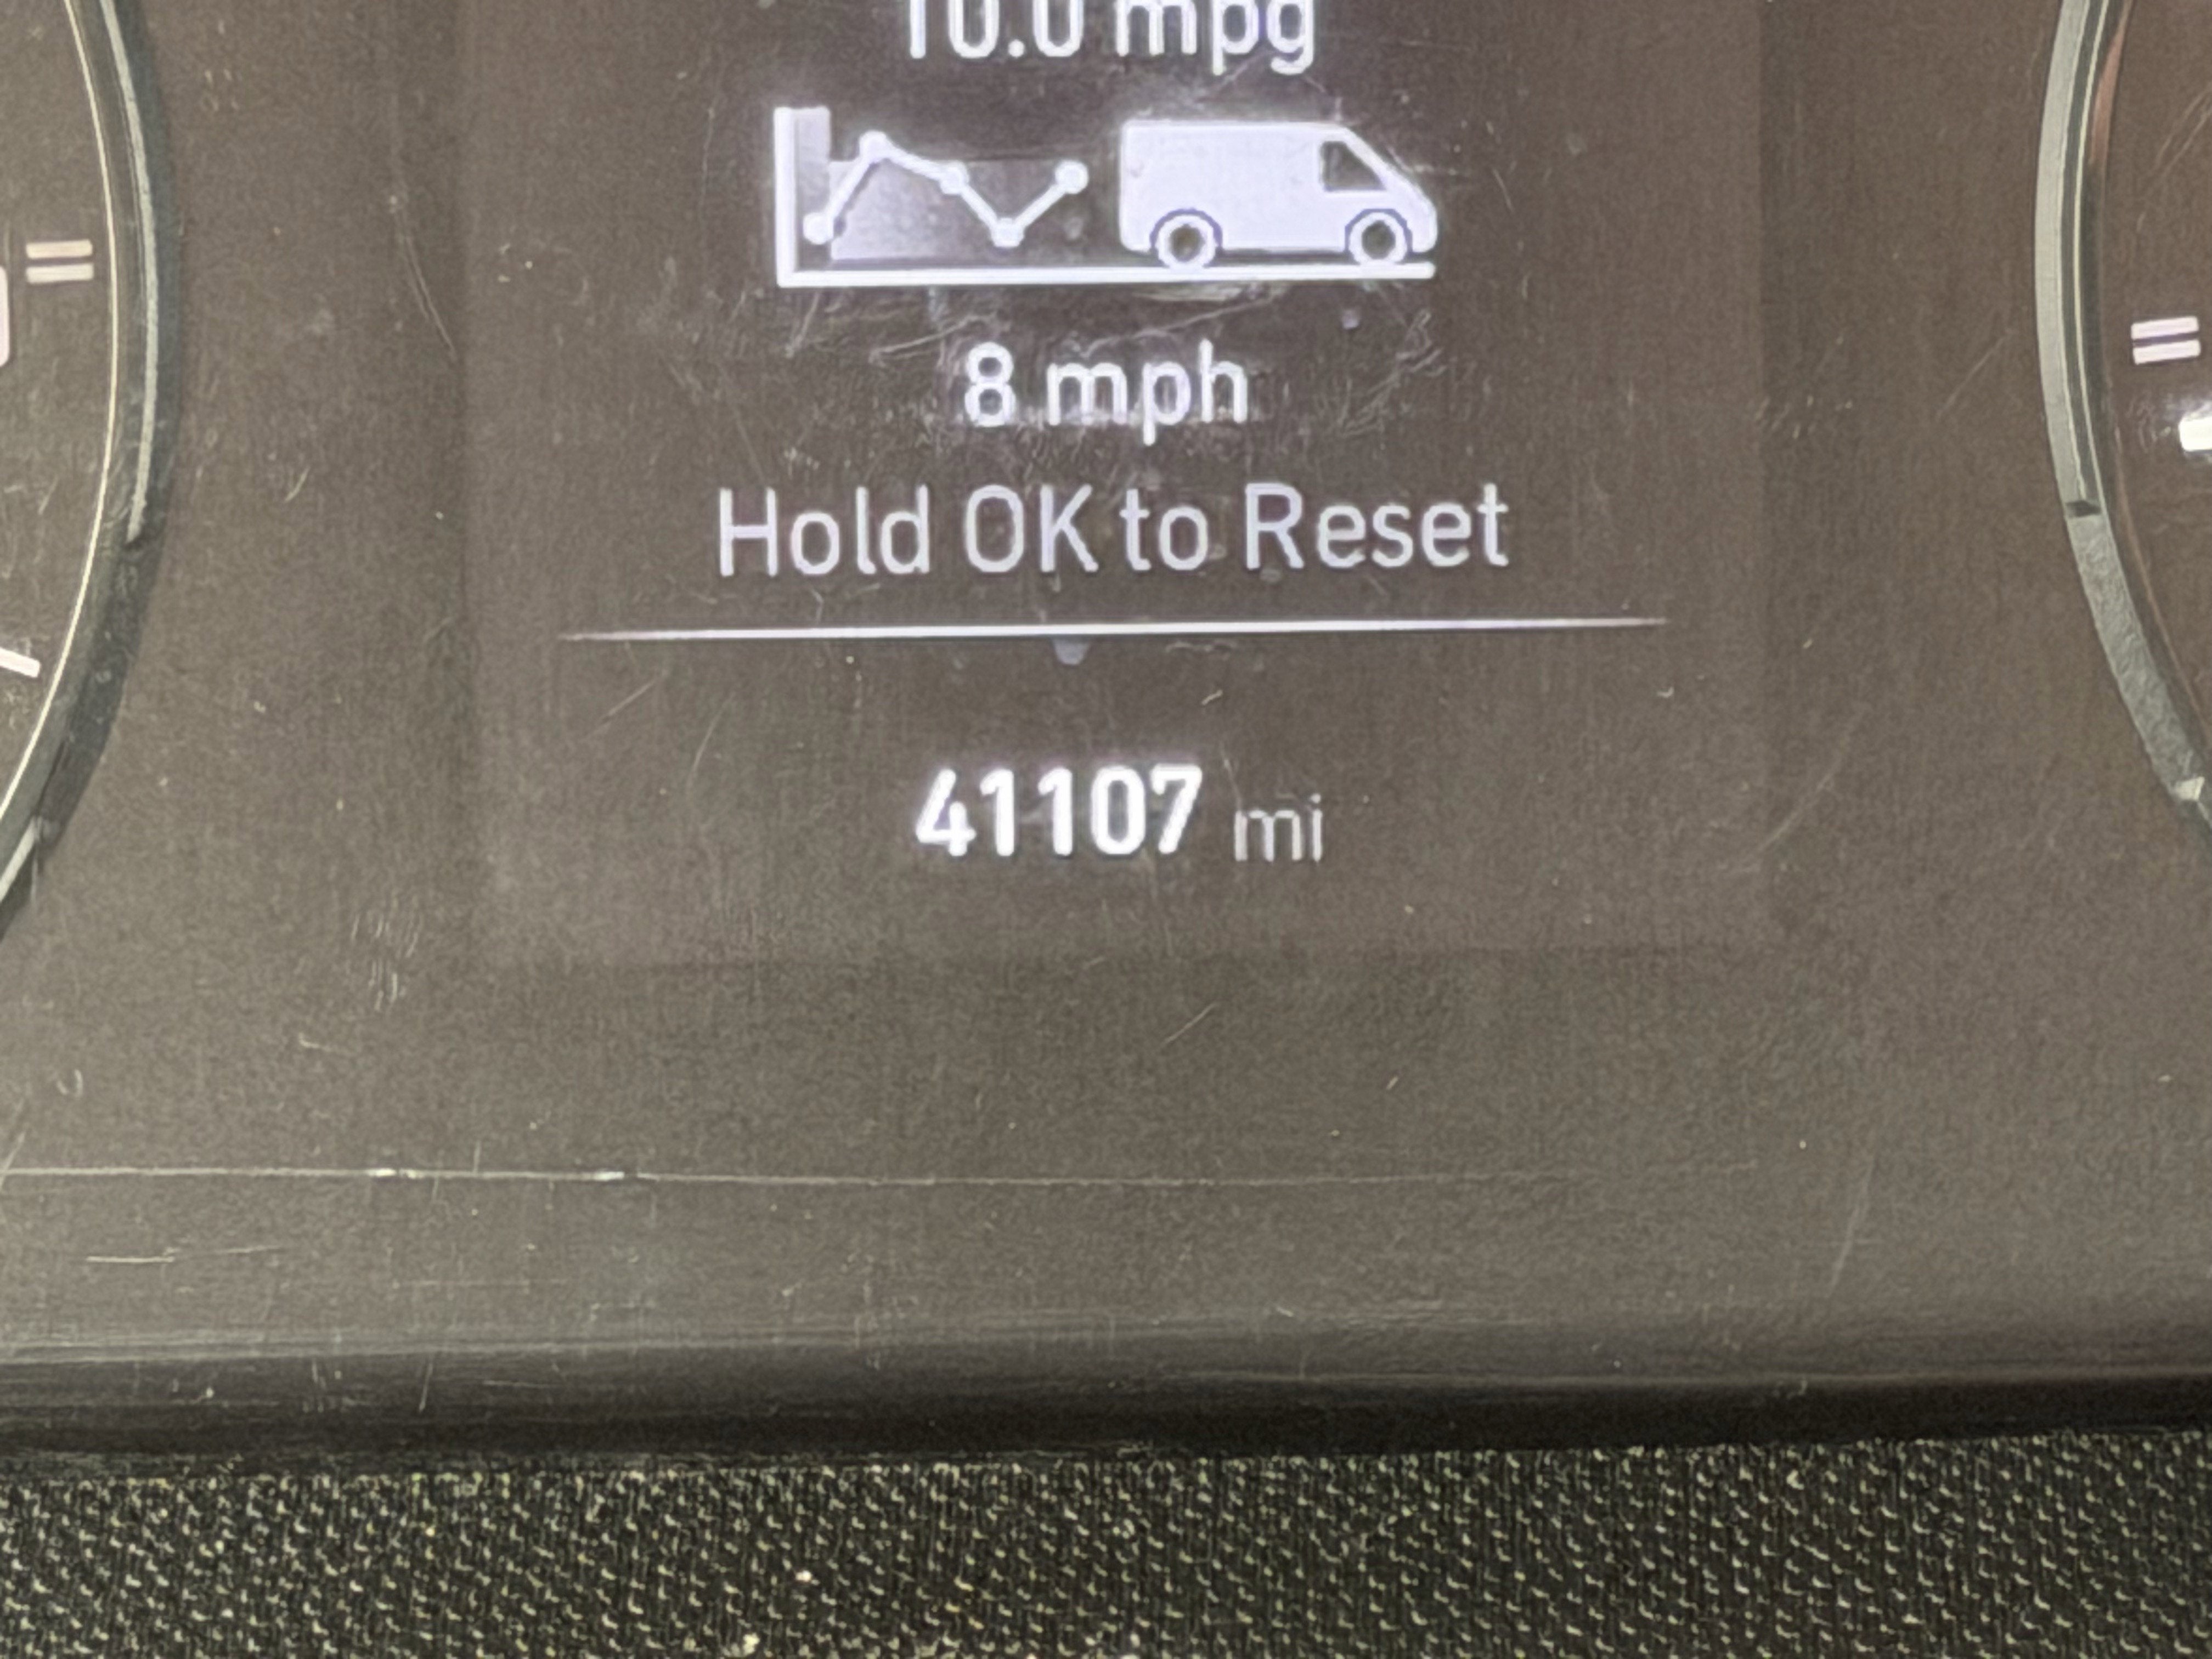 10.0 mpg
8 mph
Hold OK to Reset
41107 mi